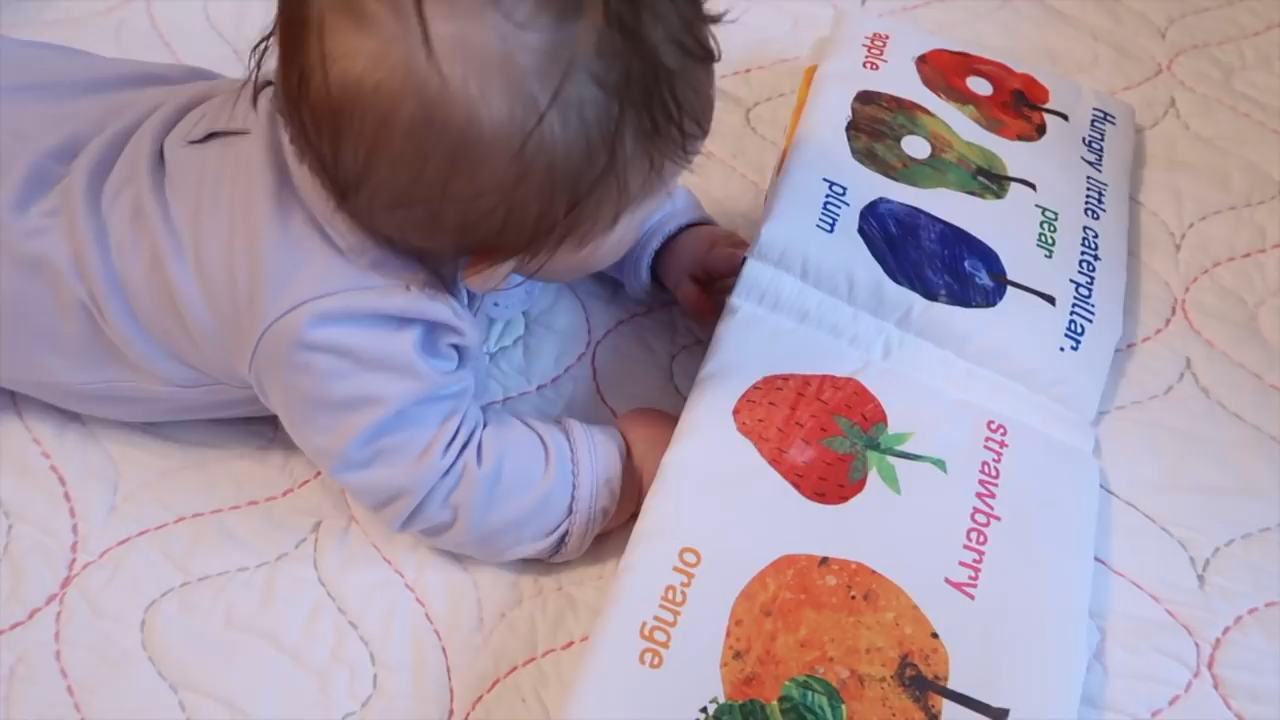 Hungry little caterpillar.
pear
apple
plum
strawberry
orange